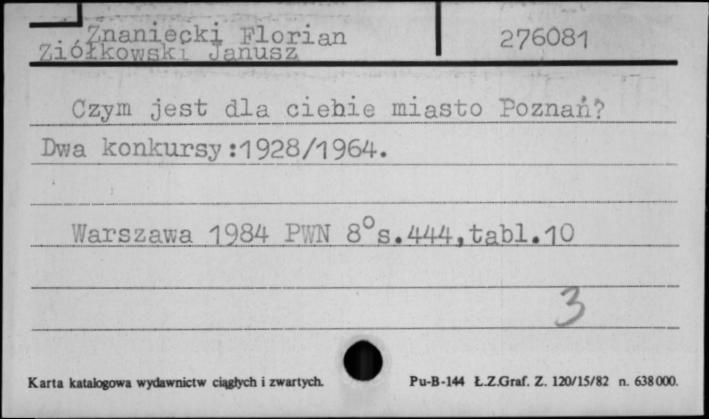 Znaniecki Florian 276081
Ziółkowski Janusz
Czym jest dla ciebie miasto Poznań?
Dwa konkursy:1928/1964.
Warszawa 1984 PWN 8°s.444,tabl.10
3
Karta katalogowa wydawnictw ciągłych i zwartych. Pu-B-144 Ł.Z.Graf. Z. 120/15/82 n. 638000.